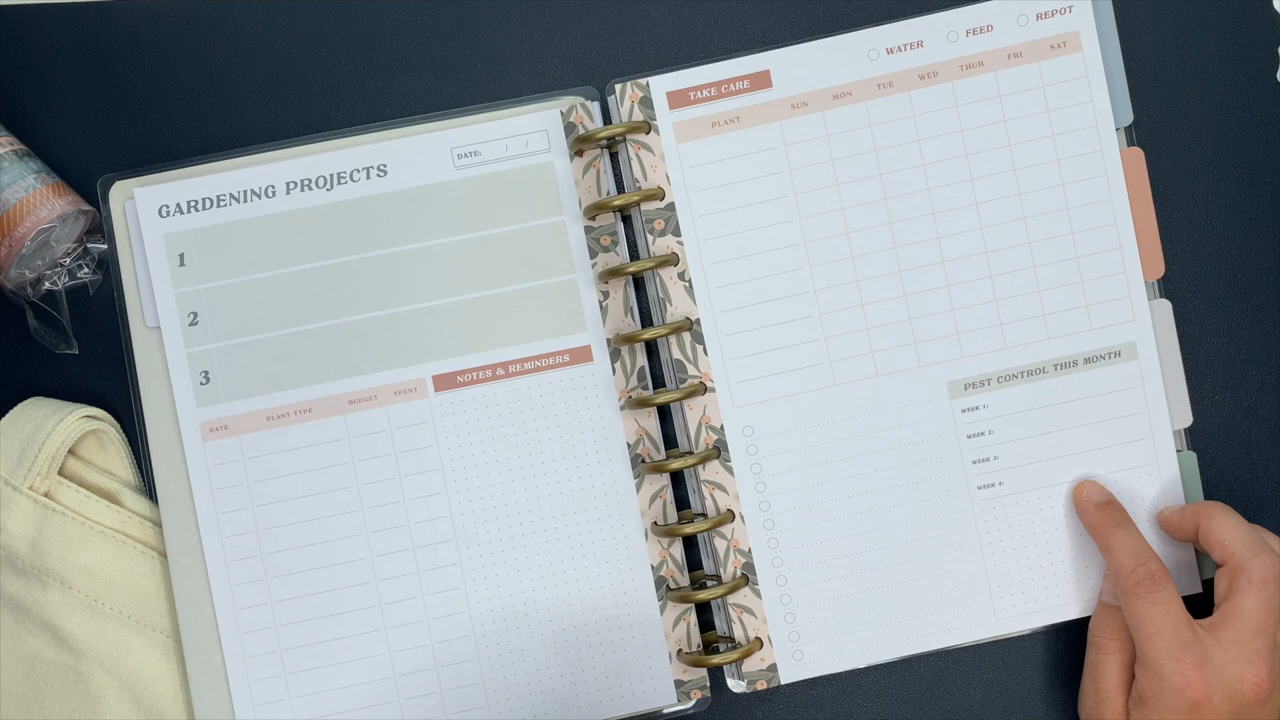 GARDENING PROJECTS
DATE: / /
1
2
3
DATE PLANT TYPE BUDGET SPENT
NOTES & REMINDERS
WATER FEED REPOT
TAKE CARE
PLANT SUN MON TUE WED THUR FRI SAT
PEST CONTROL THIS MONTH
WEEK 1:
WEEK 2:
WEEK 3:
WEEK 4: